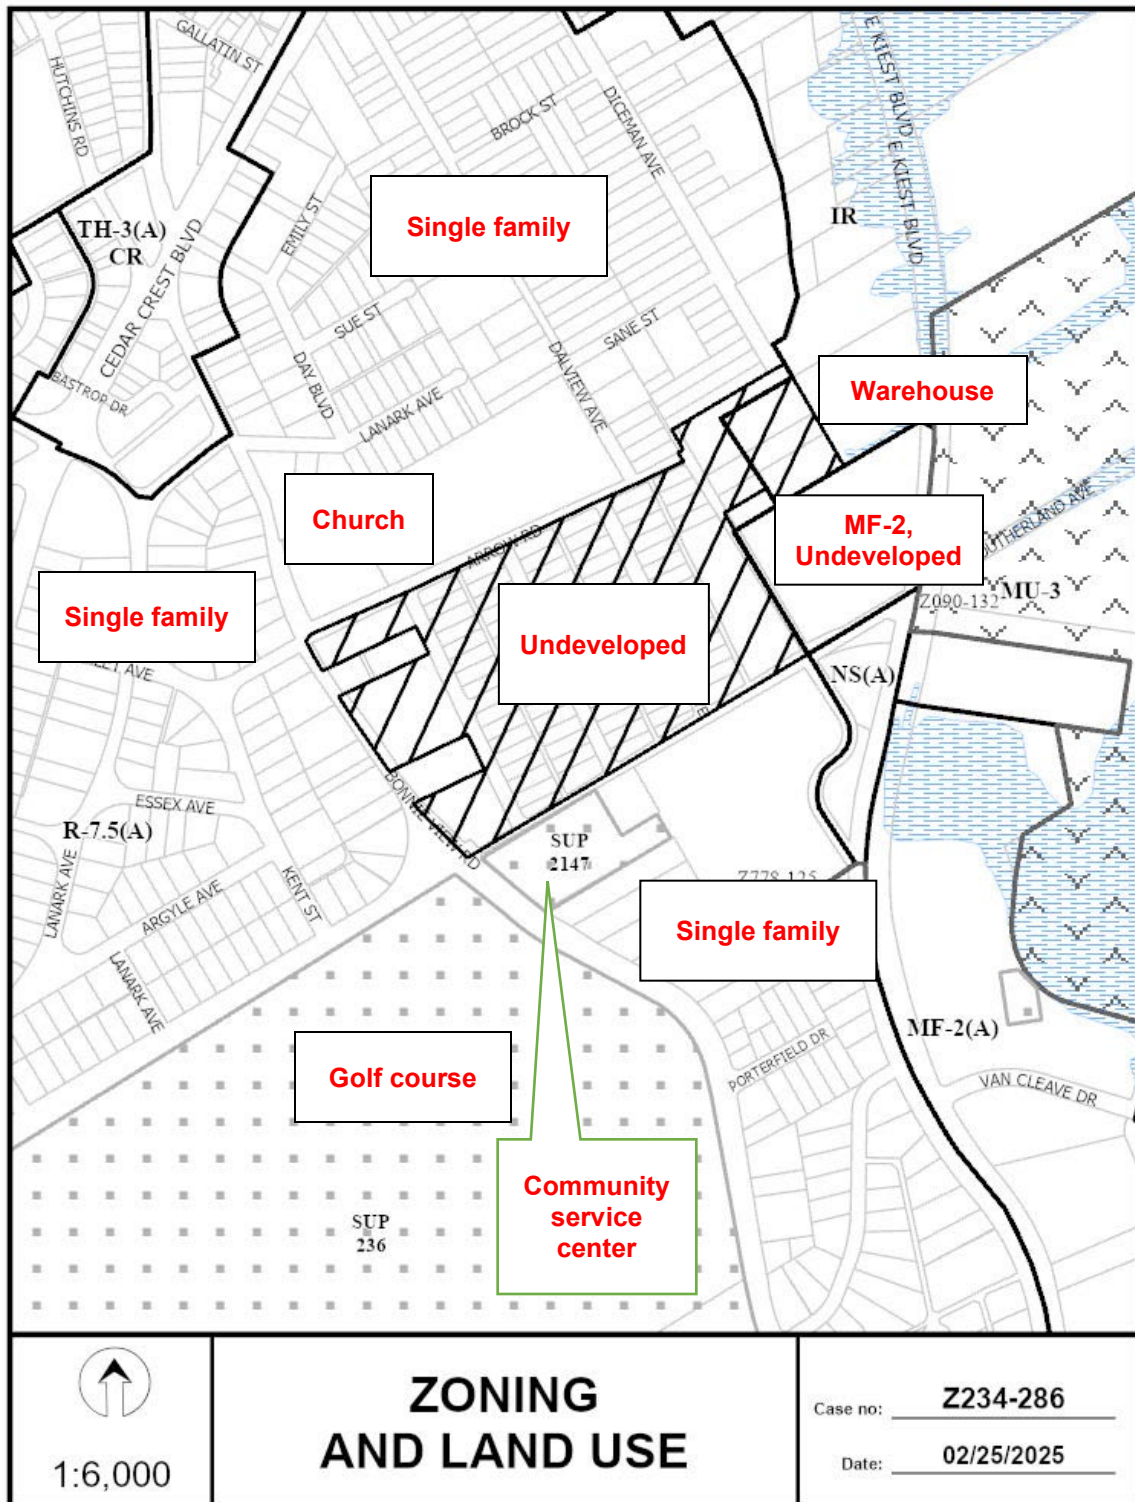 GALLATIN ST
HUTCHINS RD
BROCK ST
DICEMAN AVE
E KIEST BLVD
E KIEST BLVD
TH-3(A)
CR
CEDAR CREST BLVD
EMILY ST
Single family
IR
SUE ST
SANE ST
DAY BLVD
DALVIEW AVE
BASTROP DR
LANARK AVE
Warehouse
Church
ARROW RD
MF-2,
Undeveloped
SUTHERLAND AVE
Single family
Undeveloped
Z090-132
MU-3
NS(A)
ESSEX AVE
R-7.5(A)
BONNIE VIEW RD
SUP
2147
Z778-125
LANARK AVE
ARGYLE AVE
KENT ST
Single family
LANARK AVE
MF-2(A)
Golf course
PORTERFIELD DR
VAN CLEAVE DR
Community
service
center
SUP
236
1:6,000
ZONING
AND LAND USE
Case no: Z234-286
Date: 02/25/2025